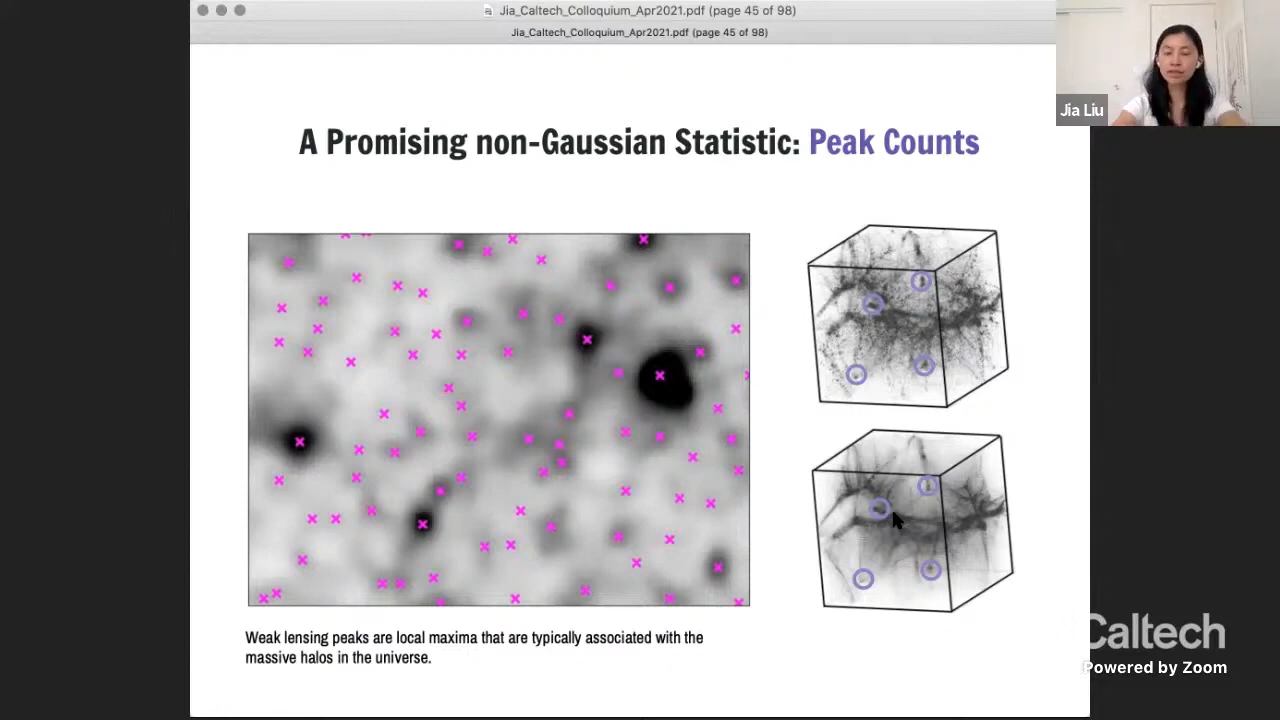 Jia_Caltech_Colloquium_Apr2021.pdf (page 45 of 98)
Jia_Caltech_Colloquium_Apr2021.pdf (page 45 of 98)
Jia Liu
A Promising non-Gaussian Statistic: Peak Counts
Weak lensing peaks are local maxima that are typically associated with the
massive halos in the universe.
Caltech
Powered by Zoom